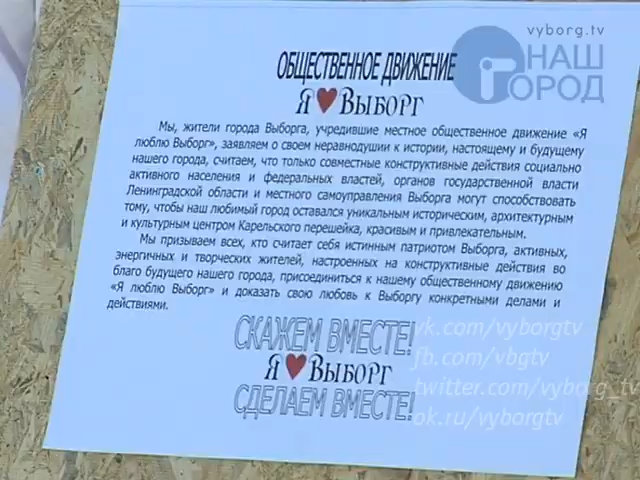 vyborg.tv
НАШ
ГОРОД
ОБЩЕСТВЕННОЕ ДВИЖЕНИЕ
Я ♥ ВЫБОРГ
Мы, жители города Выборга, учредившие местное общественное движение «Я
люблю Выборг», заявляем о своем неравнодушии к истории, настоящему и будущему
нашего города, считаем, что только совместные конструктивные действия социально
активного населения и федеральных властей, органов государственной власти
Ленинградской области и местного самоуправления Выборга могут способствовать
тому, чтобы наш любимый город оставался уникальным историческим, архитектурным
и культурным центром Карельского перешейка, красивым и привлекательным.
Мы призываем всех, кто считает себя истинным патриотом Выборга, активных,
энергичных и творческих жителей, настроенных на конструктивные действия во
благо будущего нашего города, присоединиться к нашему общественному движению
«Я люблю Выборг» и доказать свою любовь к Выборгу конкретными делами и
действиями.
СКАЖЕМ ВМЕСТЕ!
Я ♥ ВЫБОРГ
СДЕЛАЕМ ВМЕСТЕ!
vk.com/vyborgtv
fb.com/vbgtv
twitter.com/vyborg_tv
ok.ru/vyborgtv